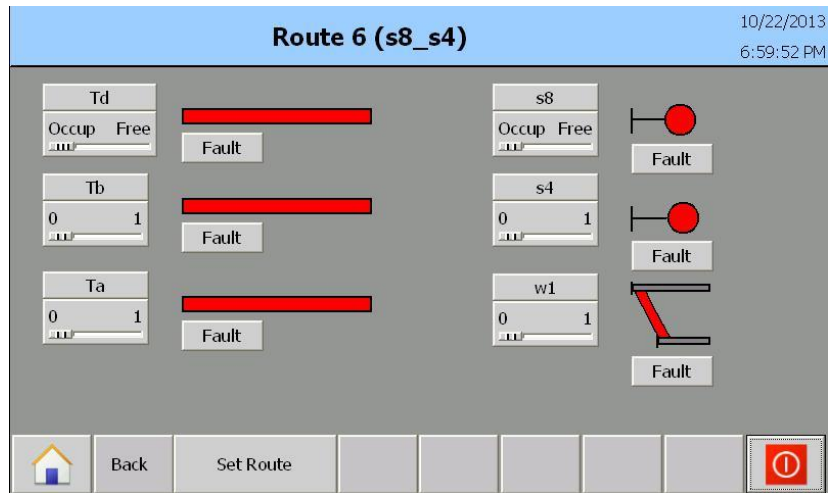 Route 6 (s8_s4)
10/22/2013
6:59:52 PM
Td
Occup Free
Fault
s8
Occup Free
Fault
Tb
0 1
Fault
s4
0 1
Fault
Ta
0 1
Fault
w1
0 1
Fault
Back
Set Route